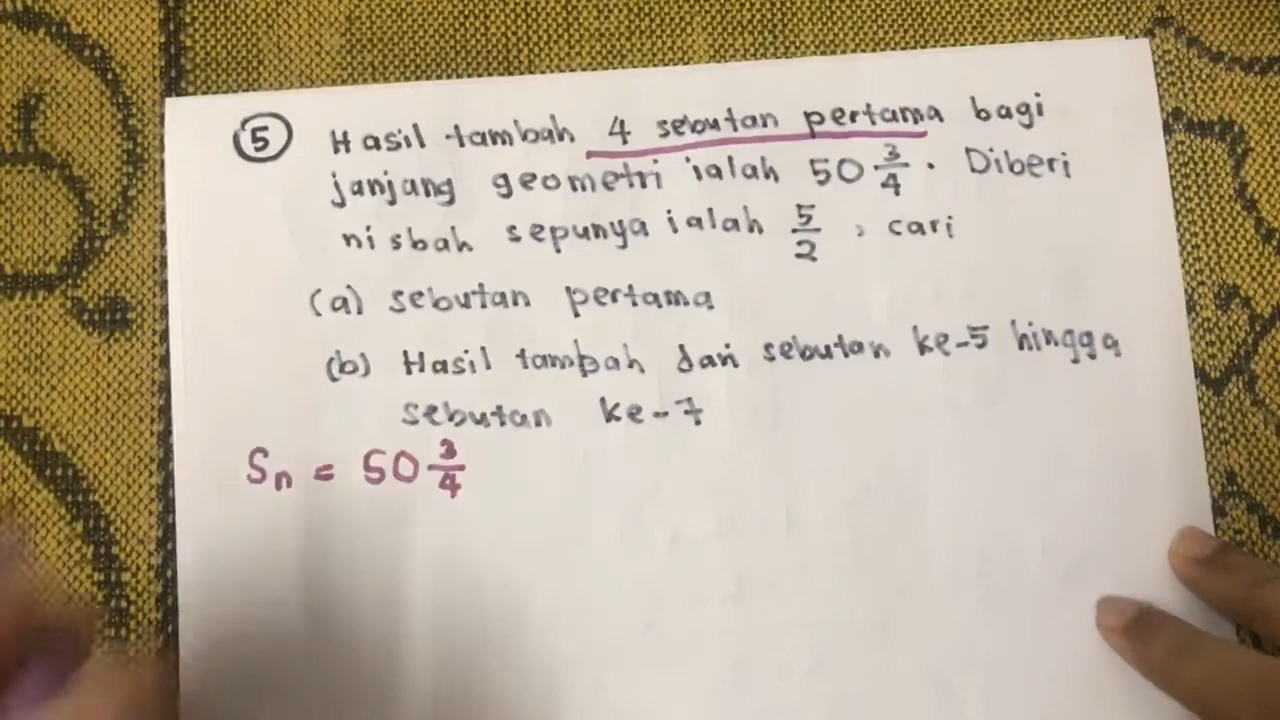 5 Hasil tambah 4 sebutan pertama bagi
janjang geometri ialah 50 3/4 . Diberi
nisbah sepunya ialah 5/2 , cari
(a) sebutan pertama
(b) Hasil tambah dari sebutan ke-5 hingga
sebutan ke-7
Sn = 50 3/4